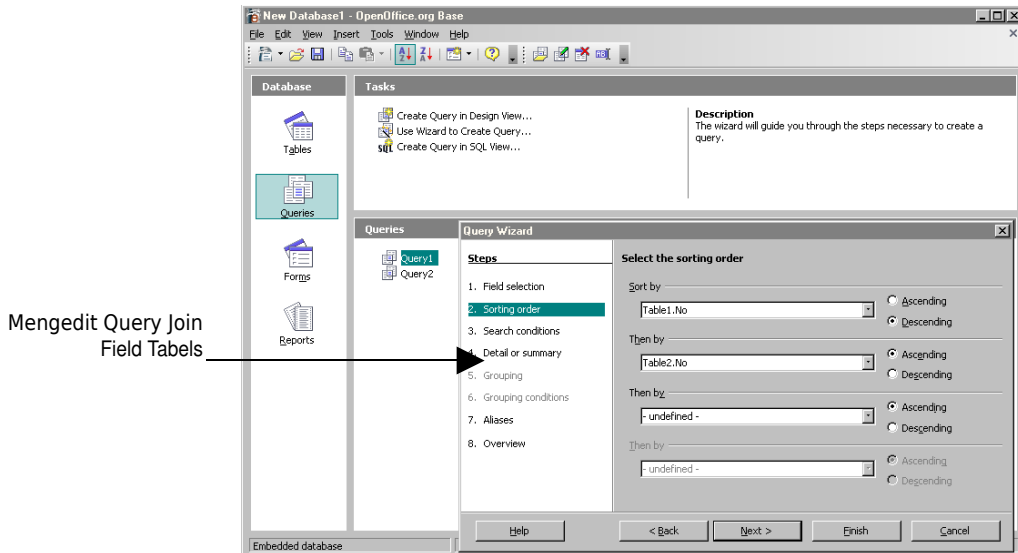 New Database1 - OpenOffice.org Base
File Edit View Insert Tools Window Help
Database
Tables
Queries
Forms
Reports
Tasks
Create Query in Design View...
Use Wizard to Create Query...
SQL Create Query in SQL View...
Description
The wizard will guide you through the steps necessary to create a
query.
Queries
Query1
Query2
Mengedit Query Join
Field Tabels
Query Wizard
Steps
1. Field selection
2. Sorting order
3. Search conditions
4. Detail or summary
5. Grouping
6. Grouping conditions
7. Aliases
8. Overview
Select the sorting order
Sort by
Table1.No
Ascending
Descending
Then by
Table2.No
Ascending
Descending
Then by
- undefined -
Ascending
Descending
Then by
- undefined -
Ascending
Descending
Help
< Back
Next >
Finish
Cancel
Embedded database